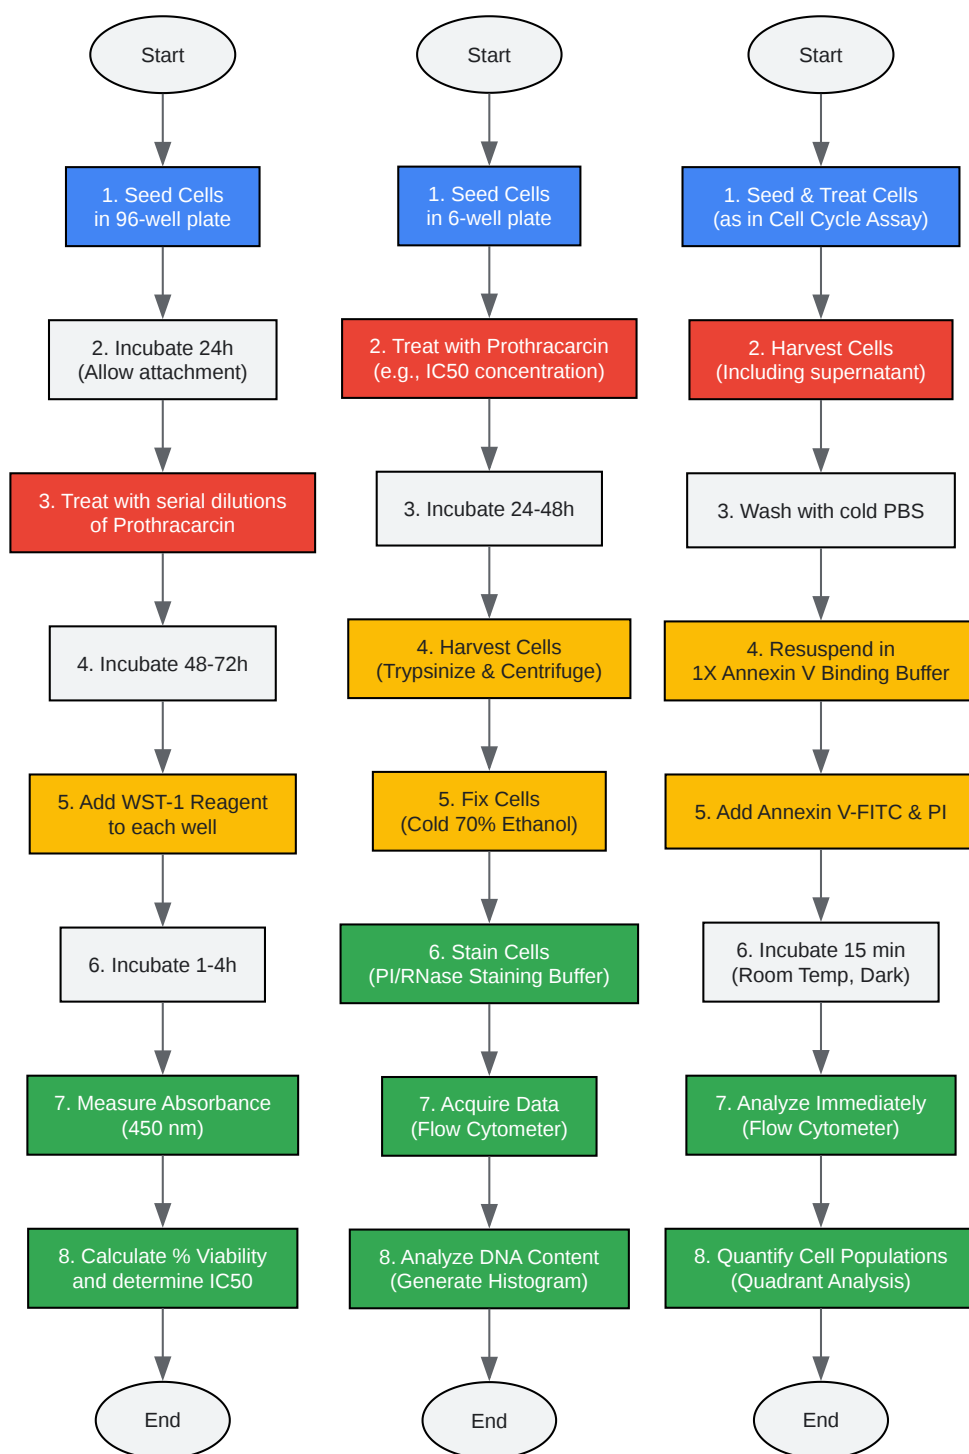 Start
1. Seed Cells
in 96-well plate
2. Incubate 24h
(Allow attachment)
3. Treat with serial dilutions
of Prothracarcin
4. Incubate 48-72h
5. Add WST-1 Reagent
to each well
6. Incubate 1-4h
7. Measure Absorbance
(450 nm)
8. Calculate % Viability
and determine IC50
End
Start
1. Seed Cells
in 6-well plate
2. Treat with Prothracarcin
(e.g., IC50 concentration)
3. Incubate 24-48h
4. Harvest Cells
(Trypsinize & Centrifuge)
5. Fix Cells
(Cold 70% Ethanol)
6. Stain Cells
(PI/RNase Staining Buffer)
7. Acquire Data
(Flow Cytometer)
8. Analyze DNA Content
(Generate Histogram)
End
Start
1. Seed & Treat Cells
(as in Cell Cycle Assay)
2. Harvest Cells
(Including supernatant)
3. Wash with cold PBS
4. Resuspend in
1X Annexin V Binding Buffer
5. Add Annexin V-FITC & PI
6. Incubate 15 min
(Room Temp, Dark)
7. Analyze Immediately
(Flow Cytometer)
8. Quantify Cell Populations
(Quadrant Analysis)
End